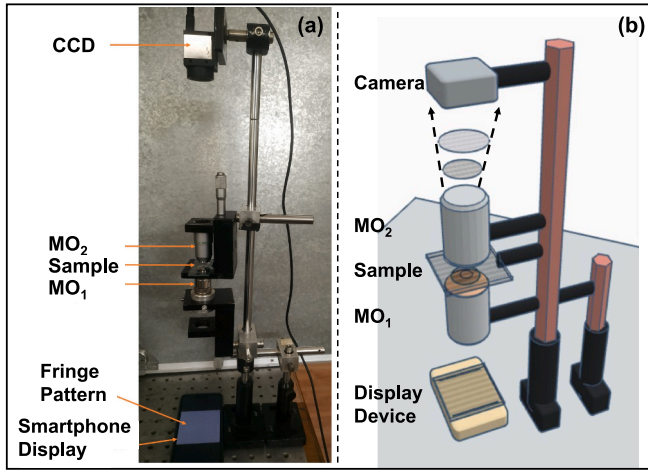 (a)
CCD
MO₂
Sample
MO₁
Fringe
Pattern
Smartphone
Display
(b)
Camera
MO₂
Sample
MO₁
Display
Device